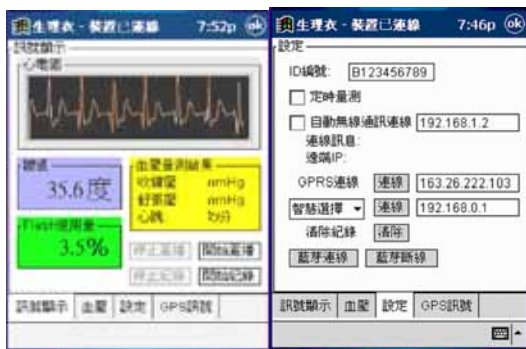 生理衣 - 裝置已連線 7:52p ok
訊號顯示
心電圖
體溫
35.6度
血壓量測結果
收縮壓 mmHg
舒張壓 mmHg
心跳 次/分
Flash使用量
3.5%
停止直播 開始直播
停止紀錄 開始紀錄
訊號顯示 血壓 設定 GPS訊號
生理衣 - 裝置已連線 7:46p ok
設定
ID編號: B123456789
定時量測
自動無線通訊連線 192.168.1.2
連線訊息:
遠端IP:
GPRS連線 連線 163.26.222.103
智慧選擇 連線 192.168.0.1
清除紀錄 清除
藍芽連線 藍芽斷線
訊號顯示 血壓 設定 GPS訊號